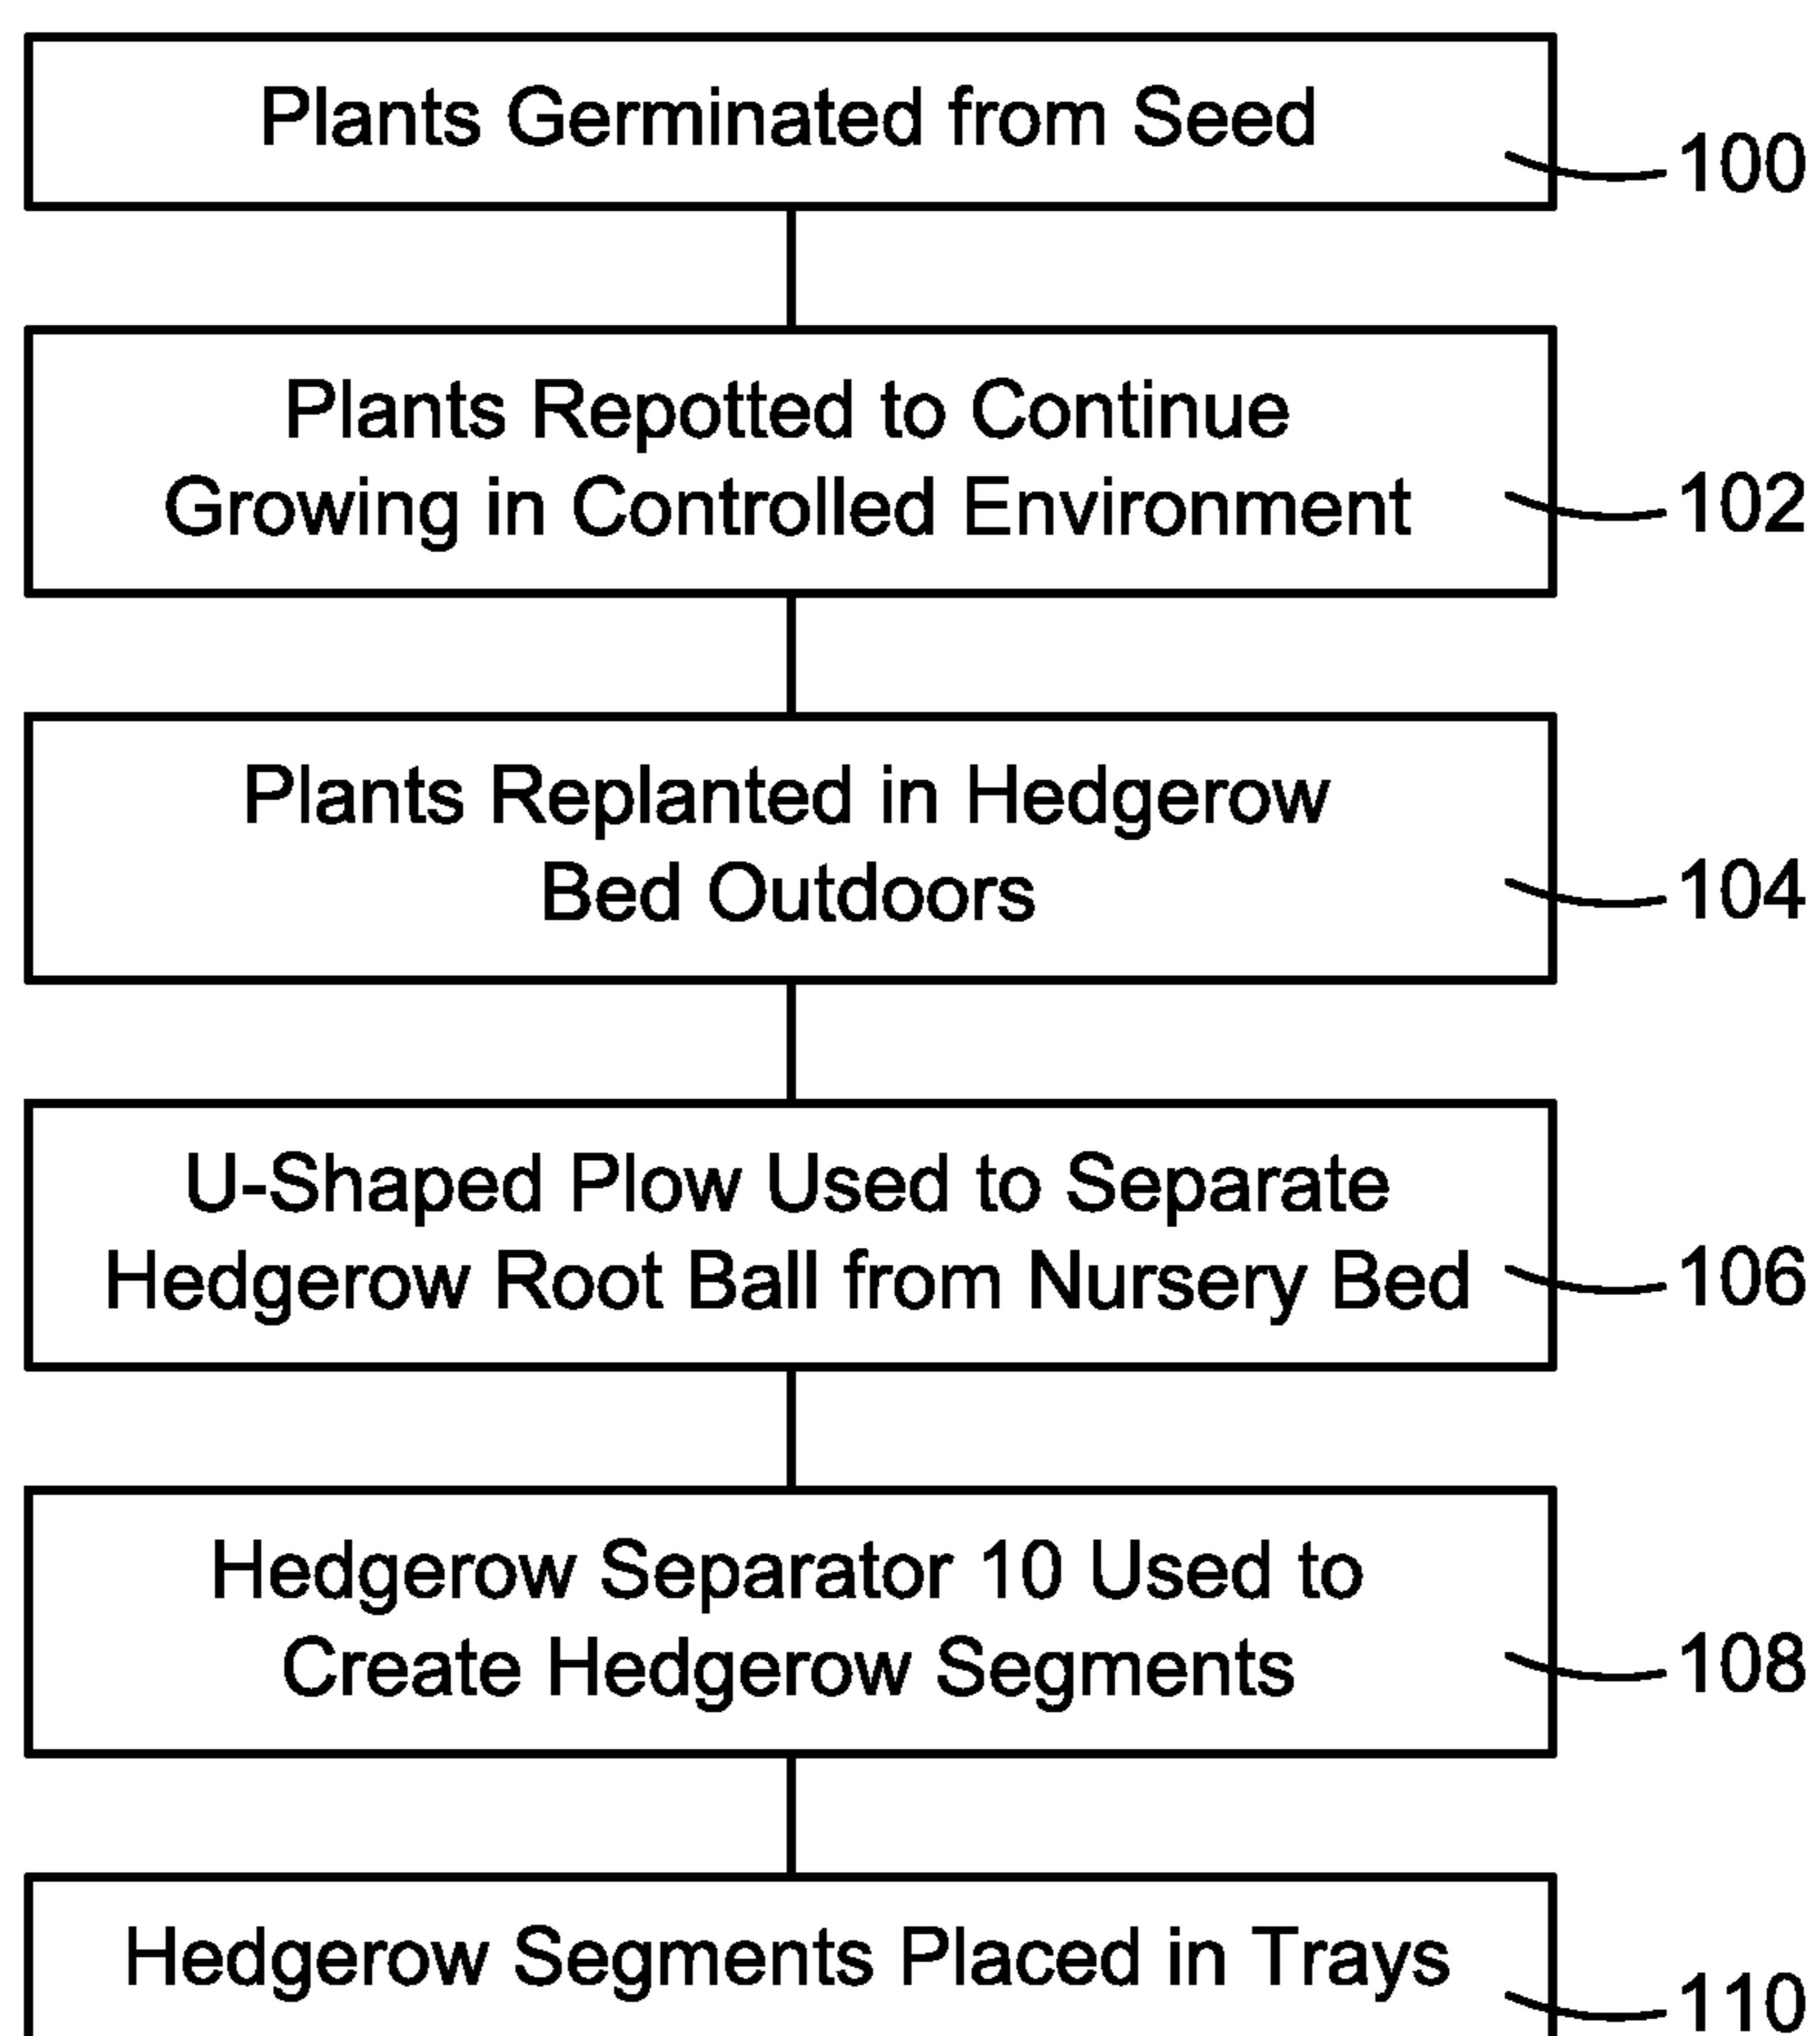 Plants Germinated from Seed
100
Plants Repotted to Continue
Growing in Controlled Environment
102
Plants Replanted in Hedgerow
Bed Outdoors
104
U-Shaped Plow Used to Separate
Hedgerow Root Ball from Nursery Bed
106
Hedgerow Separator 10 Used to
Create Hedgerow Segments
108
Hedgerow Segments Placed in Trays
110